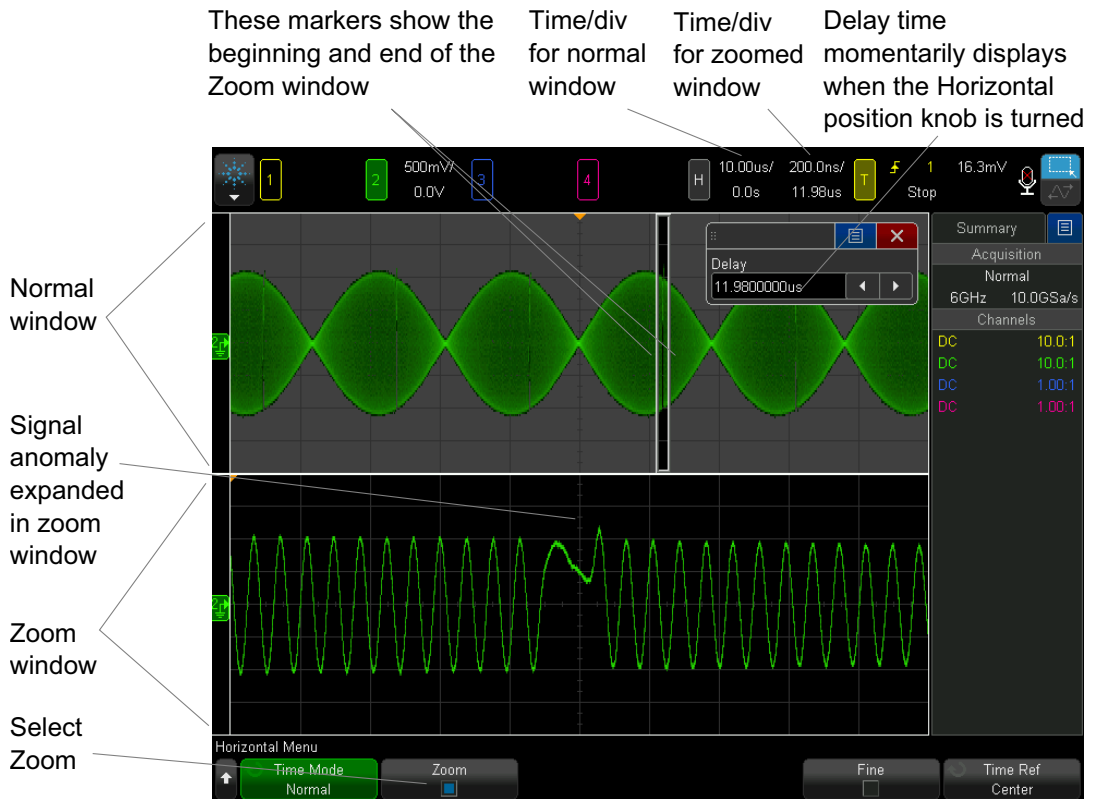 These markers show the
beginning and end of the
Zoom window
Time/div
for normal
window
Time/div
for zoomed
window
Delay time
momentarily displays
when the Horizontal
position knob is turned
1
2
500mV/
0.0V
3
4
H
10.00us/
0.0s
200.0ns/
11.98us
T
1
Stop
16.3mV
Normal
window
Signal
anomaly
expanded
in zoom
window
Zoom
window
Select
Zoom
Delay
11.9800000us
2
2
Summary
Acquisition
Normal
6GHz 10.0GSa/s
Channels
DC 10.0:1
DC 10.0:1
DC 1.00:1
DC 1.00:1
Horizontal Menu
Time Mode
Normal
Zoom
Fine
Time Ref
Center